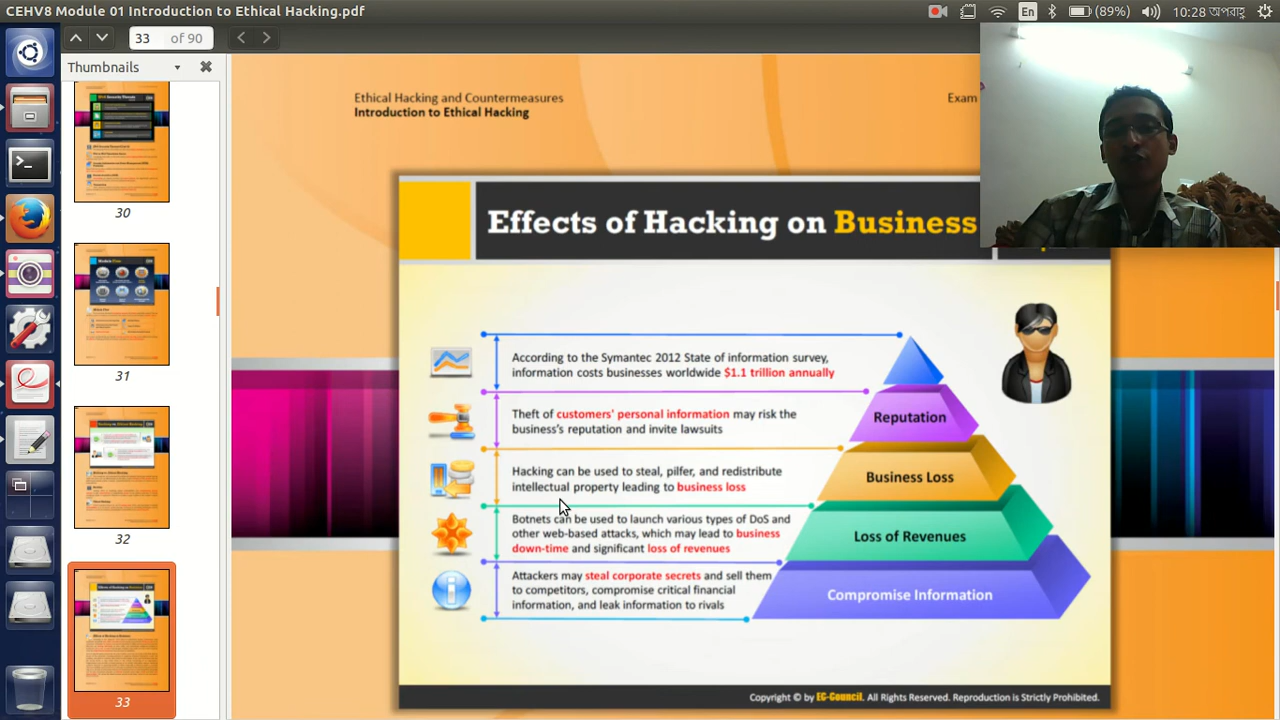 CEHV8 Module 01 Introduction to Ethical Hacking.pdf
En
(89%)
10:28 অপরাহ্ণ
33 of 90
Thumbnails
30
31
32
33
Ethical Hacking and Countermeasures
Exam
Introduction to Ethical Hacking
Effects of Hacking on Business
According to the Symantec 2012 State of information survey,
information costs businesses worldwide $1.1 trillion annually
Theft of customers' personal information may risk the
business's reputation and invite lawsuits
Reputation
Hacking can be used to steal, pilfer, and redistribute
intellectual property leading to business loss
Business Loss
Botnets can be used to launch various types of DoS and
other web-based attacks, which may lead to business
down-time and significant loss of revenues
Loss of Revenues
Attackers may steal corporate secrets and sell them
to competitors, compromise critical financial
information, and leak information to rivals
Compromise Information
Copyright © by EG-Council. All Rights Reserved. Reproduction is Strictly Prohibited.